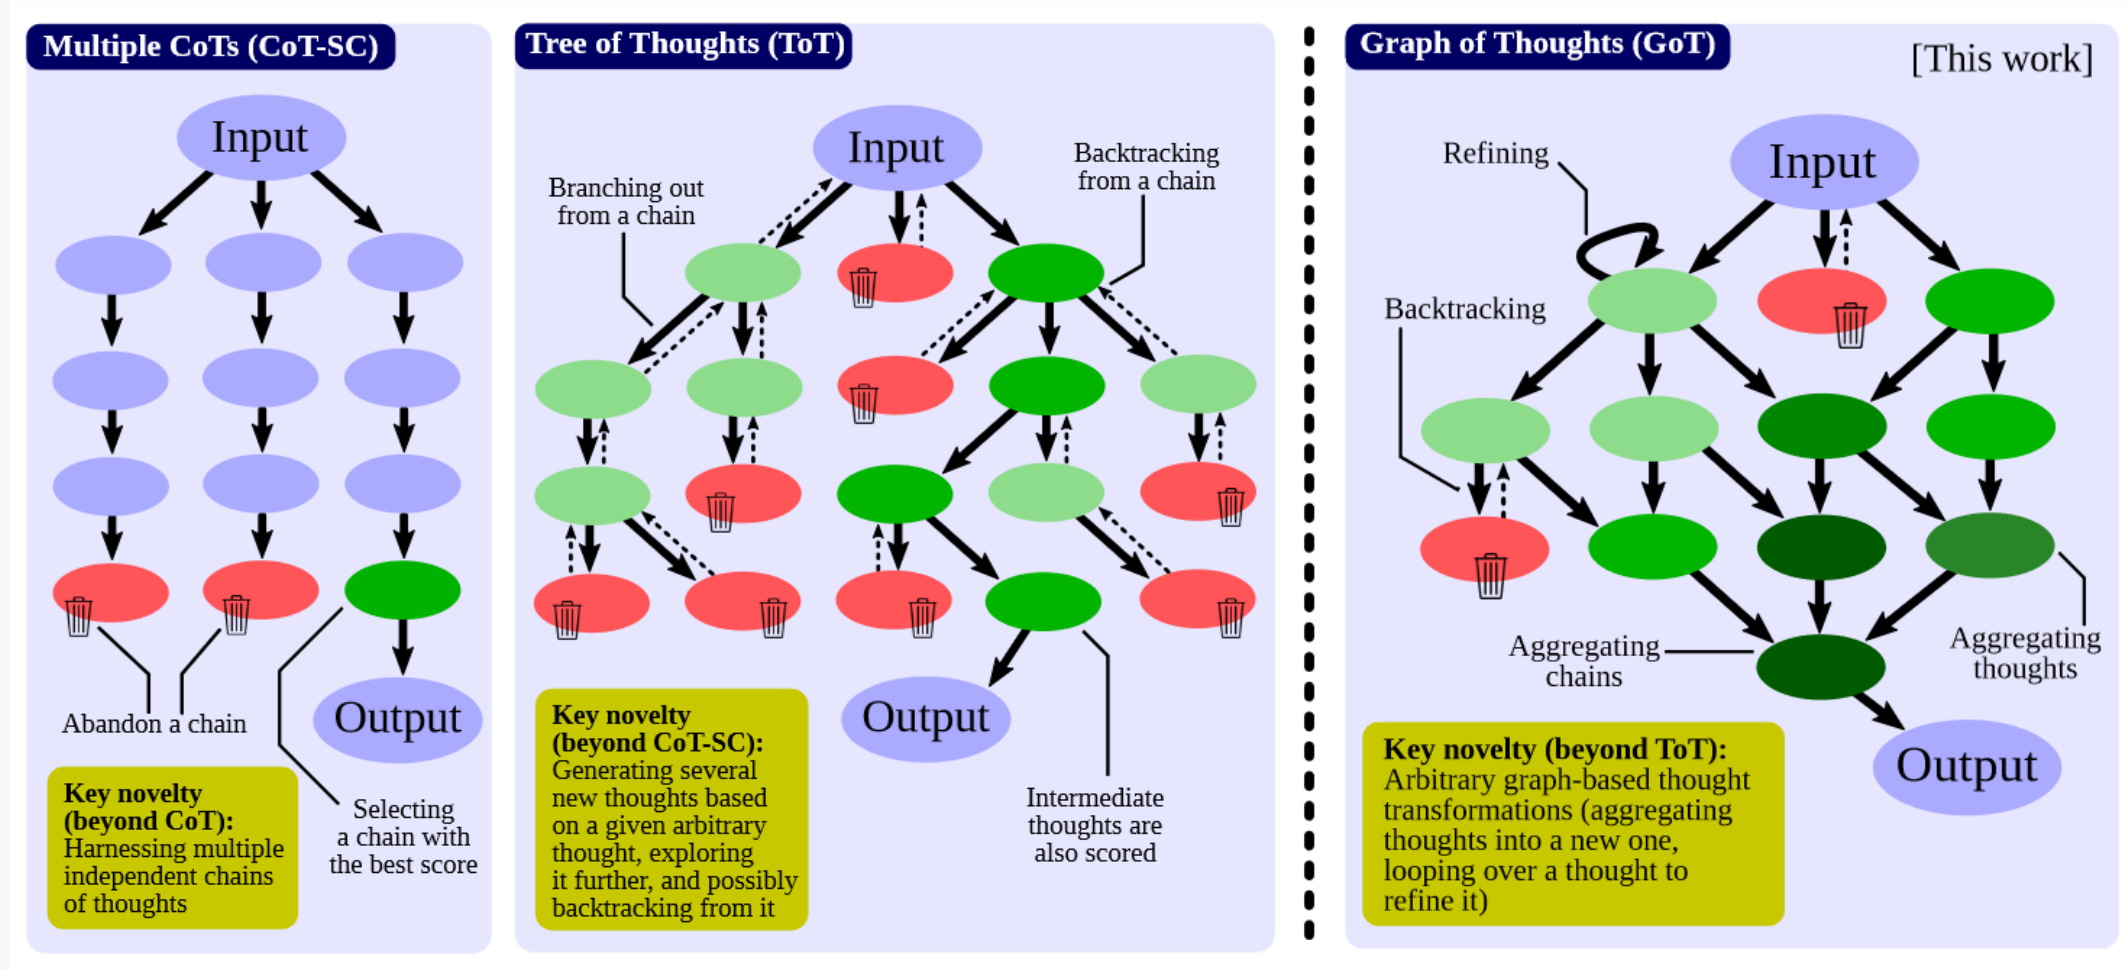 Multiple CoTs (CoT-SC)
Input
Abandon a chain
Output
Key novelty
(beyond CoT):
Harnessing multiple
independent chains
of thoughts
Selecting
a chain with
the best score
Tree of Thoughts (ToT)
Input
Branching out
from a chain
Backtracking
from a chain
Output
Key novelty
(beyond CoT-SC):
Generating several
new thoughts based
on a given arbitrary
thought, exploring
it further, and possibly
backtracking from it
Intermediate
thoughts are
also scored
Graph of Thoughts (GoT)
[This work]
Refining
Input
Backtracking
Aggregating
chains
Aggregating
thoughts
Key novelty (beyond ToT):
Arbitrary graph-based thought
transformations (aggregating
thoughts into a new one,
looping over a thought to
refine it)
Output